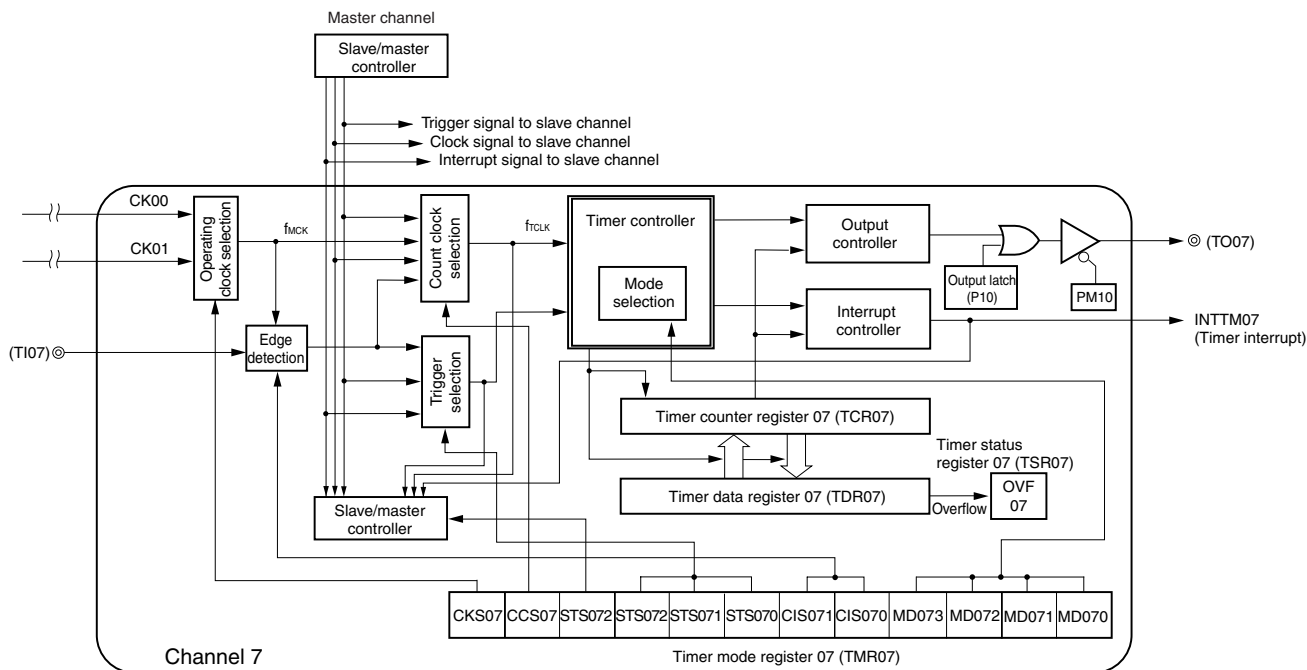 Master channel
Slave/master
controller
Trigger signal to slave channel
Clock signal to slave channel
Interrupt signal to slave channel
CK00
CK01
Operating
clock selection
fMCK
Count clock
selection
fTCLK
Timer controller
Mode
selection
Output
controller
Output latch
(P10)
PM10
(TO07)
Interrupt
controller
INTTM07
(Timer interrupt)
(TI07)
Edge
detection
Trigger
selection
Timer counter register 07 (TCR07)
Timer status
register 07 (TSR07)
Timer data register 07 (TDR07)
Overflow
OVF
07
Slave/master
controller
CKS07 CCS07 STS072 STS072 STS071 STS070 CIS071 CIS070 MD073 MD072 MD071 MD070
Channel 7
Timer mode register 07 (TMR07)